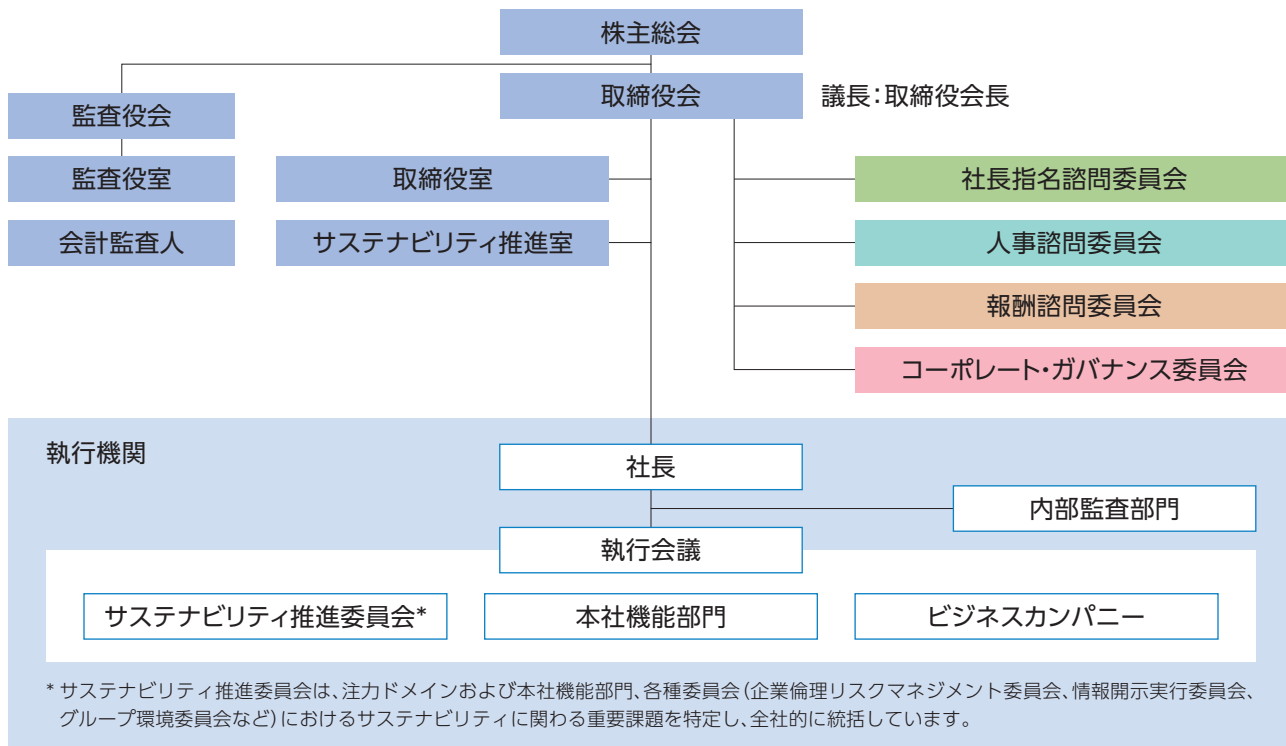 株主総会
取締役会
議長：取締役会長
監査役会
監査役室
取締役室
社長指名諮問委員会
会計監査人
サステナビリティ推進室
人事諮問委員会
報酬諮問委員会
コーポレート・ガバナンス委員会
執行機関
社長
内部監査部門
執行会議
サステナビリティ推進委員会*
本社機能部門
ビジネスカンパニー
* サステナビリティ推進委員会は、注力ドメインおよび本社機能部門、各種委員会（企業倫理リスクマネジメント委員会、情報開示実行委員会、
グループ環境委員会など）におけるサステナビリティに関わる重要課題を特定し、全社的に統括しています。